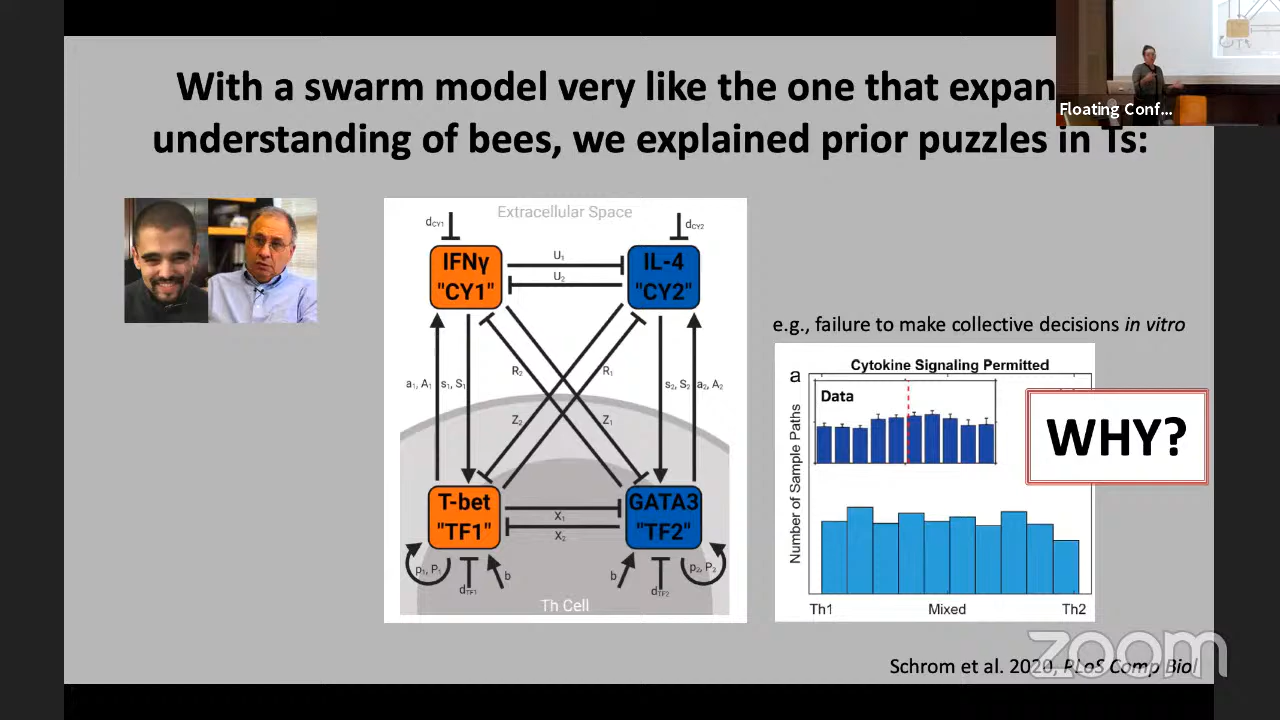 With a swarm model very like the one that expan
understanding of bees, we explained prior puzzles in Ts:
Floating Conf...
Extracellular Space
dCY1
dCY2
IFNγ
"CY1"
U1
U2
IL-4
"CY2"
a1, A1
s1, S1
R2
R1
s2, S2
a2, A2
Z2
Z1
T-bet
"TF1"
X1
X2
GATA3
"TF2"
p1, P1
dTF1
b
b
dTF2
p2, P2
Th Cell
e.g., failure to make collective decisions in vitro
Cytokine Signaling Permitted
a
Data
Number of Sample Paths
Th1
Mixed
Th2
WHY?
zoom
Schrom et al. 2020, PLoS Comp Biol